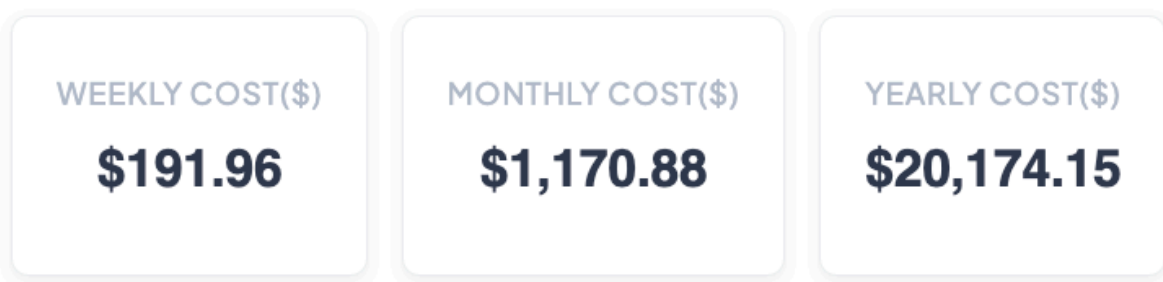 WEEKLY COST($)
$191.96
MONTHLY COST($)
$1,170.88
YEARLY COST($)
$20,174.15